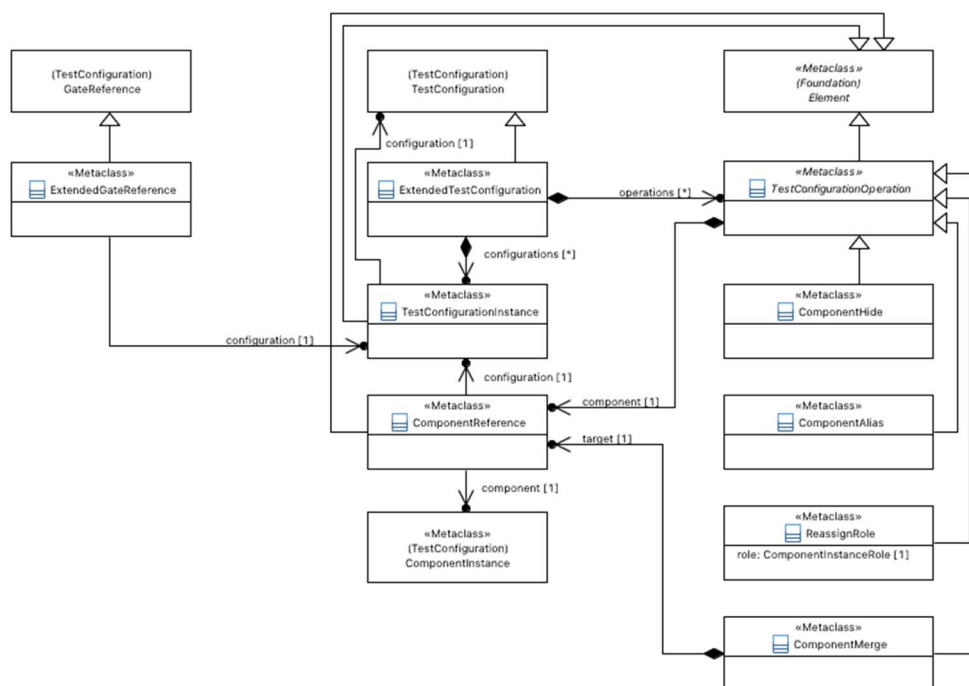 (TestConfiguration)
GateReference
(TestConfiguration)
TestConfiguration
«Metaclass»
(Foundation)
Element
configuration [1]
«Metaclass»
ExtendedGateReference
«Metaclass»
ExtendedTestConfiguration
operations [*]
«Metaclass»
TestConfigurationOperation
configurations [*]
«Metaclass»
TestConfigurationInstance
«Metaclass»
ComponentHide
configuration [1]
configuration [1]
«Metaclass»
ComponentReference
component [1]
«Metaclass»
ComponentAlias
target [1]
component [1]
«Metaclass»
(TestConfiguration)
ComponentInstance
«Metaclass»
ReassignRole
role: ComponentInstanceRole [1]
«Metaclass»
ComponentMerge